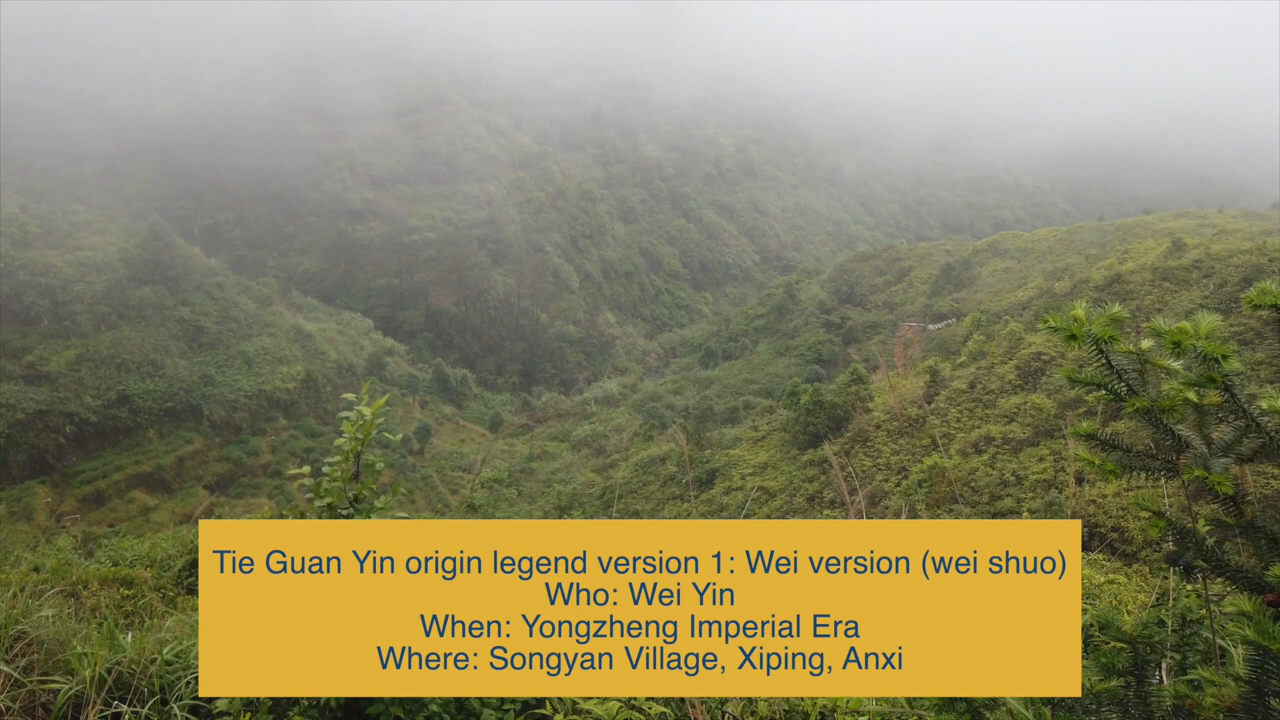 Tie Guan Yin origin legend version 1: Wei version (wei shuo)
Who: Wei Yin
When: Yongzheng Imperial Era
Where: Songyan Village, Xiping, Anxi